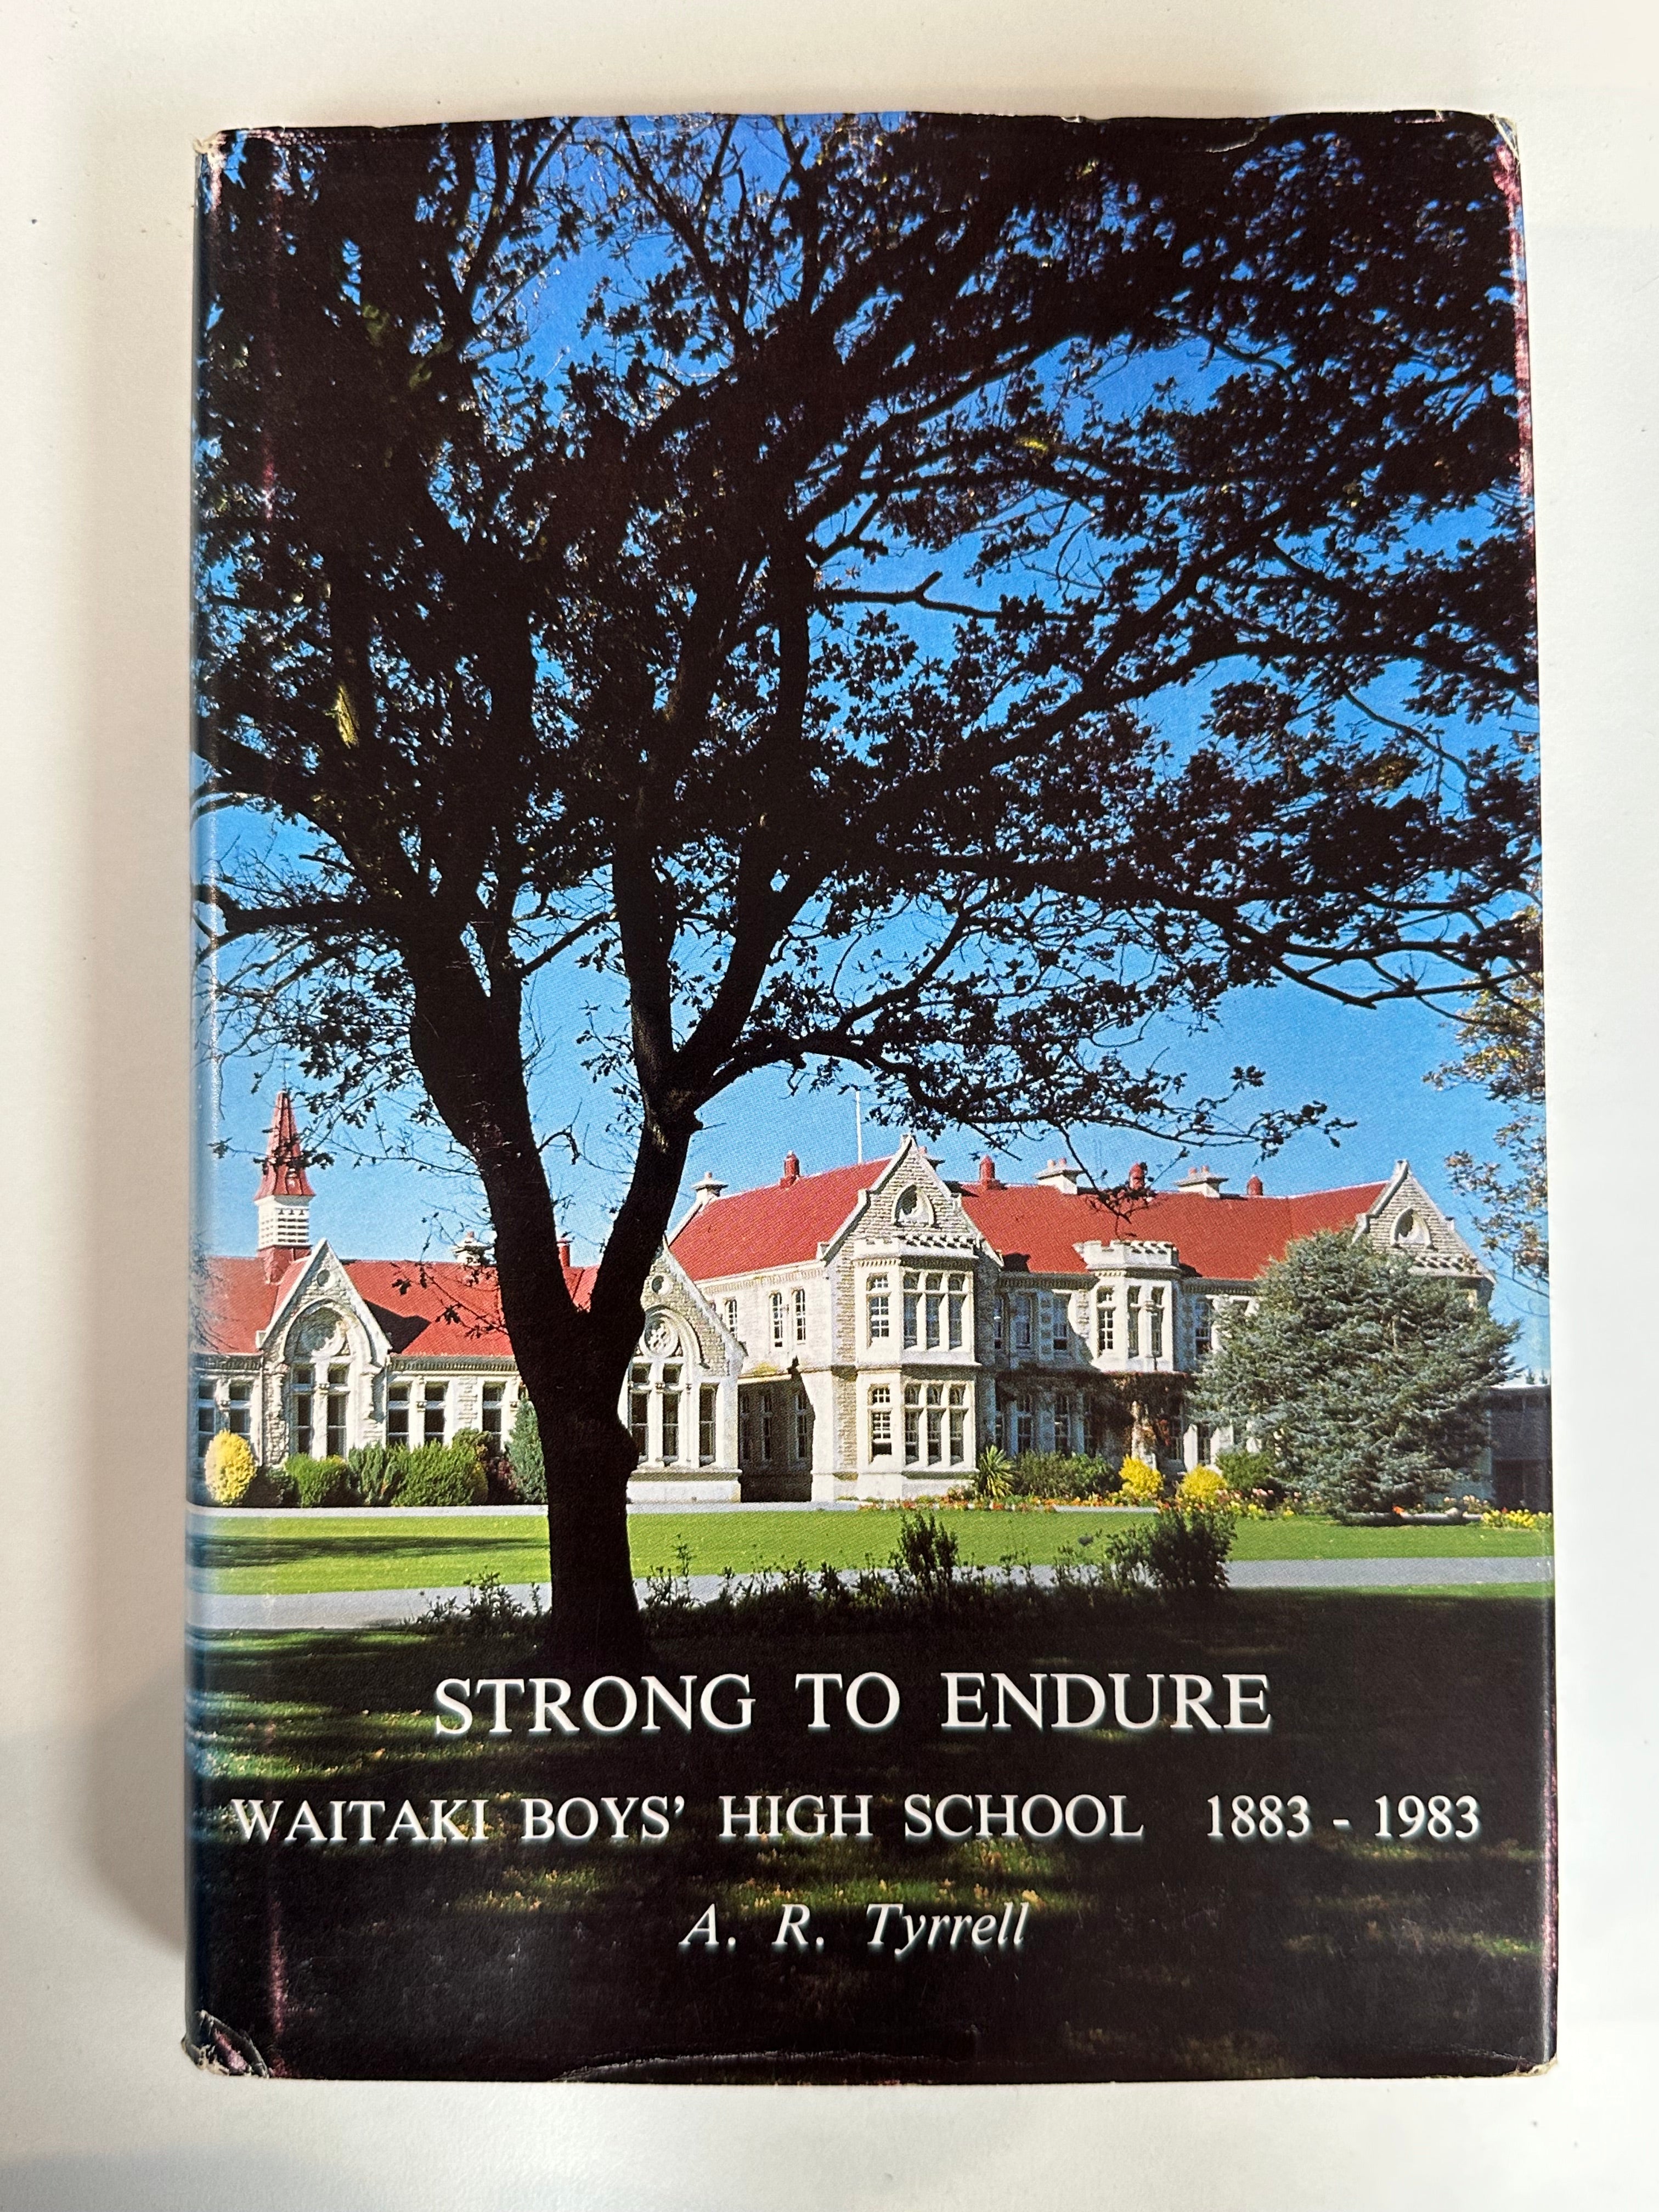 STRONG TO ENDURE
WAITAKI BOYS' HIGH SCHOOL 1883 - 1983
A. R. Tyrrell